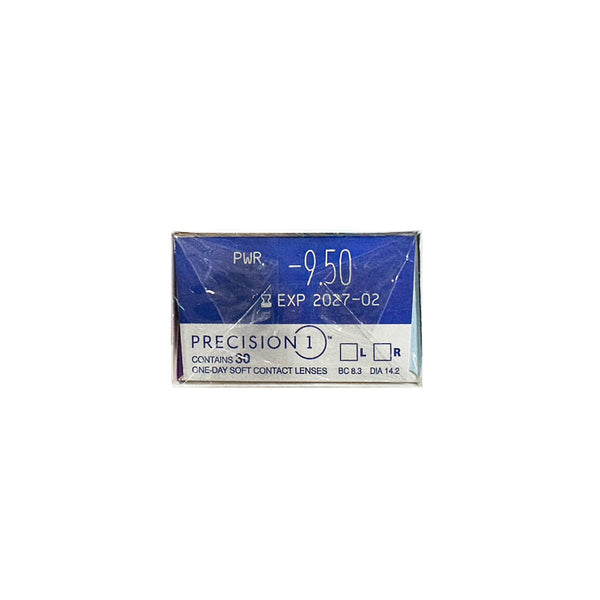 PWR. -9.50
EXP 2027-02
PRECISION 1™
CONTAINS 30
ONE-DAY SOFT CONTACT LENSES
L R
BC 8.3 DIA 14.2